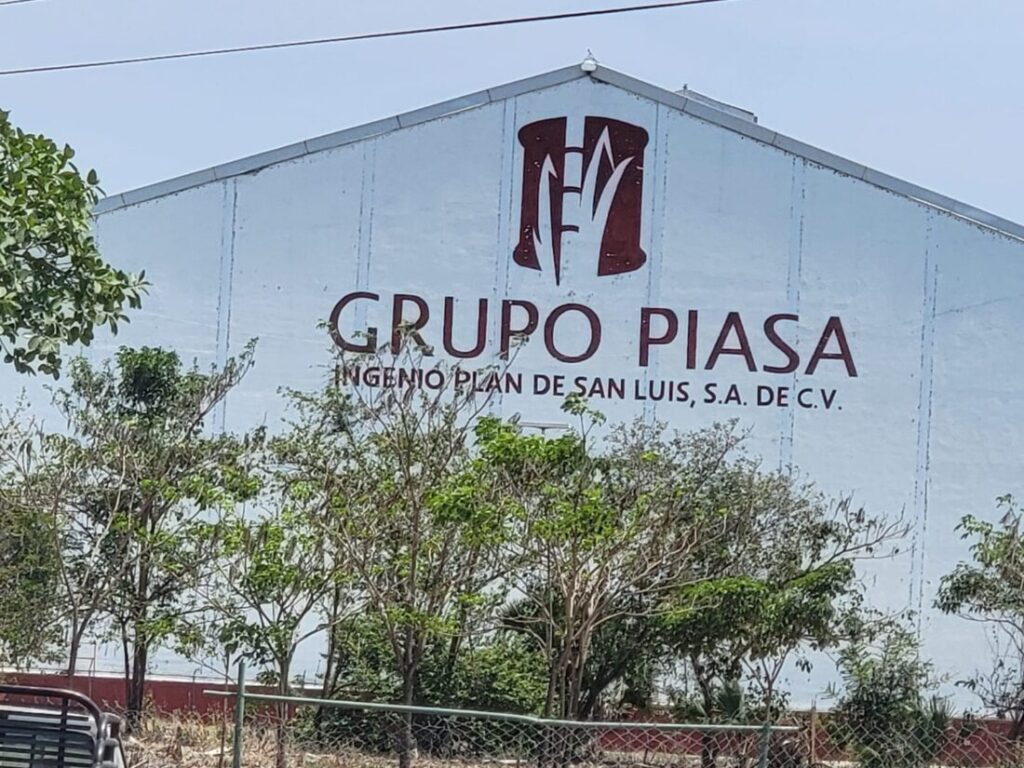 GRUPO PIASA
INGENIO PLAN DE SAN LUIS, S.A. DE C.V.